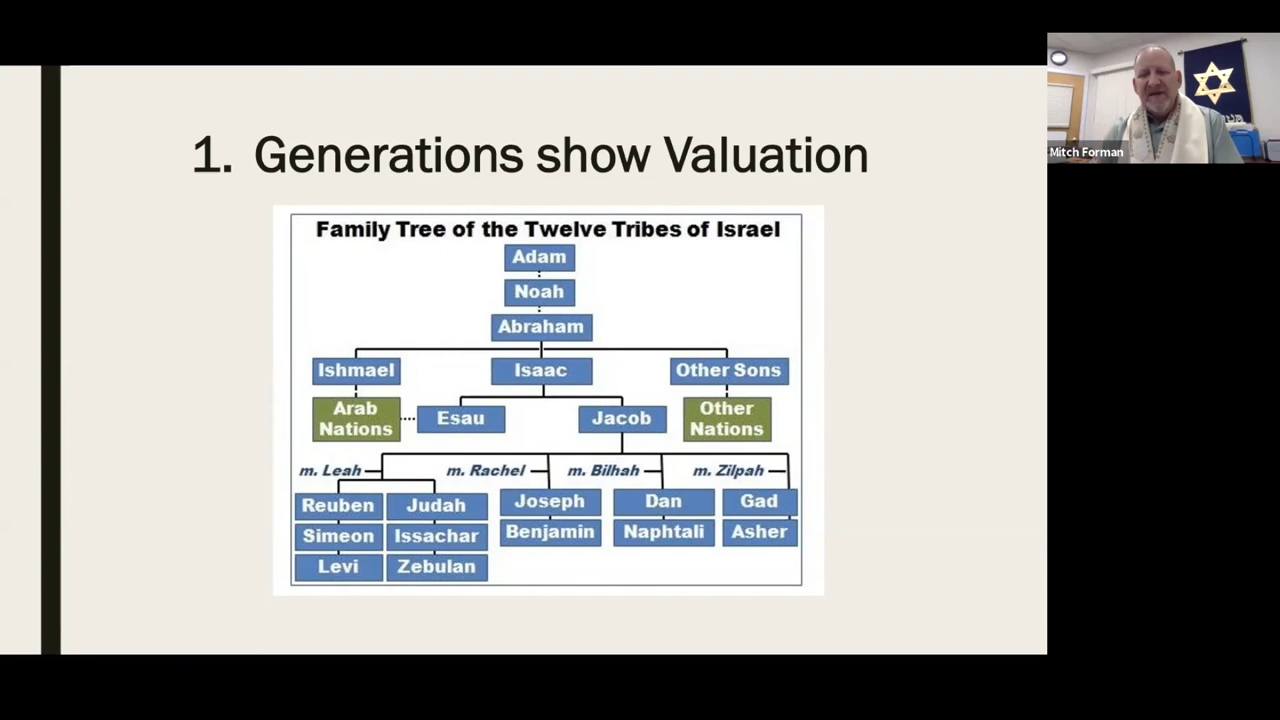 1. Generations show Valuation
Family Tree of the Twelve Tribes of Israel
Adam
Noah
Abraham
Ishmael
Isaac
Other Sons
Arab
Nations
Esau
Jacob
Other
Nations
m. Leah
m. Rachel
m. Bilhah
m. Zilpah
Reuben
Judah
Joseph
Dan
Gad
Simeon
Issachar
Benjamin
Naphtali
Asher
Levi
Zebulan
Mitch Forman